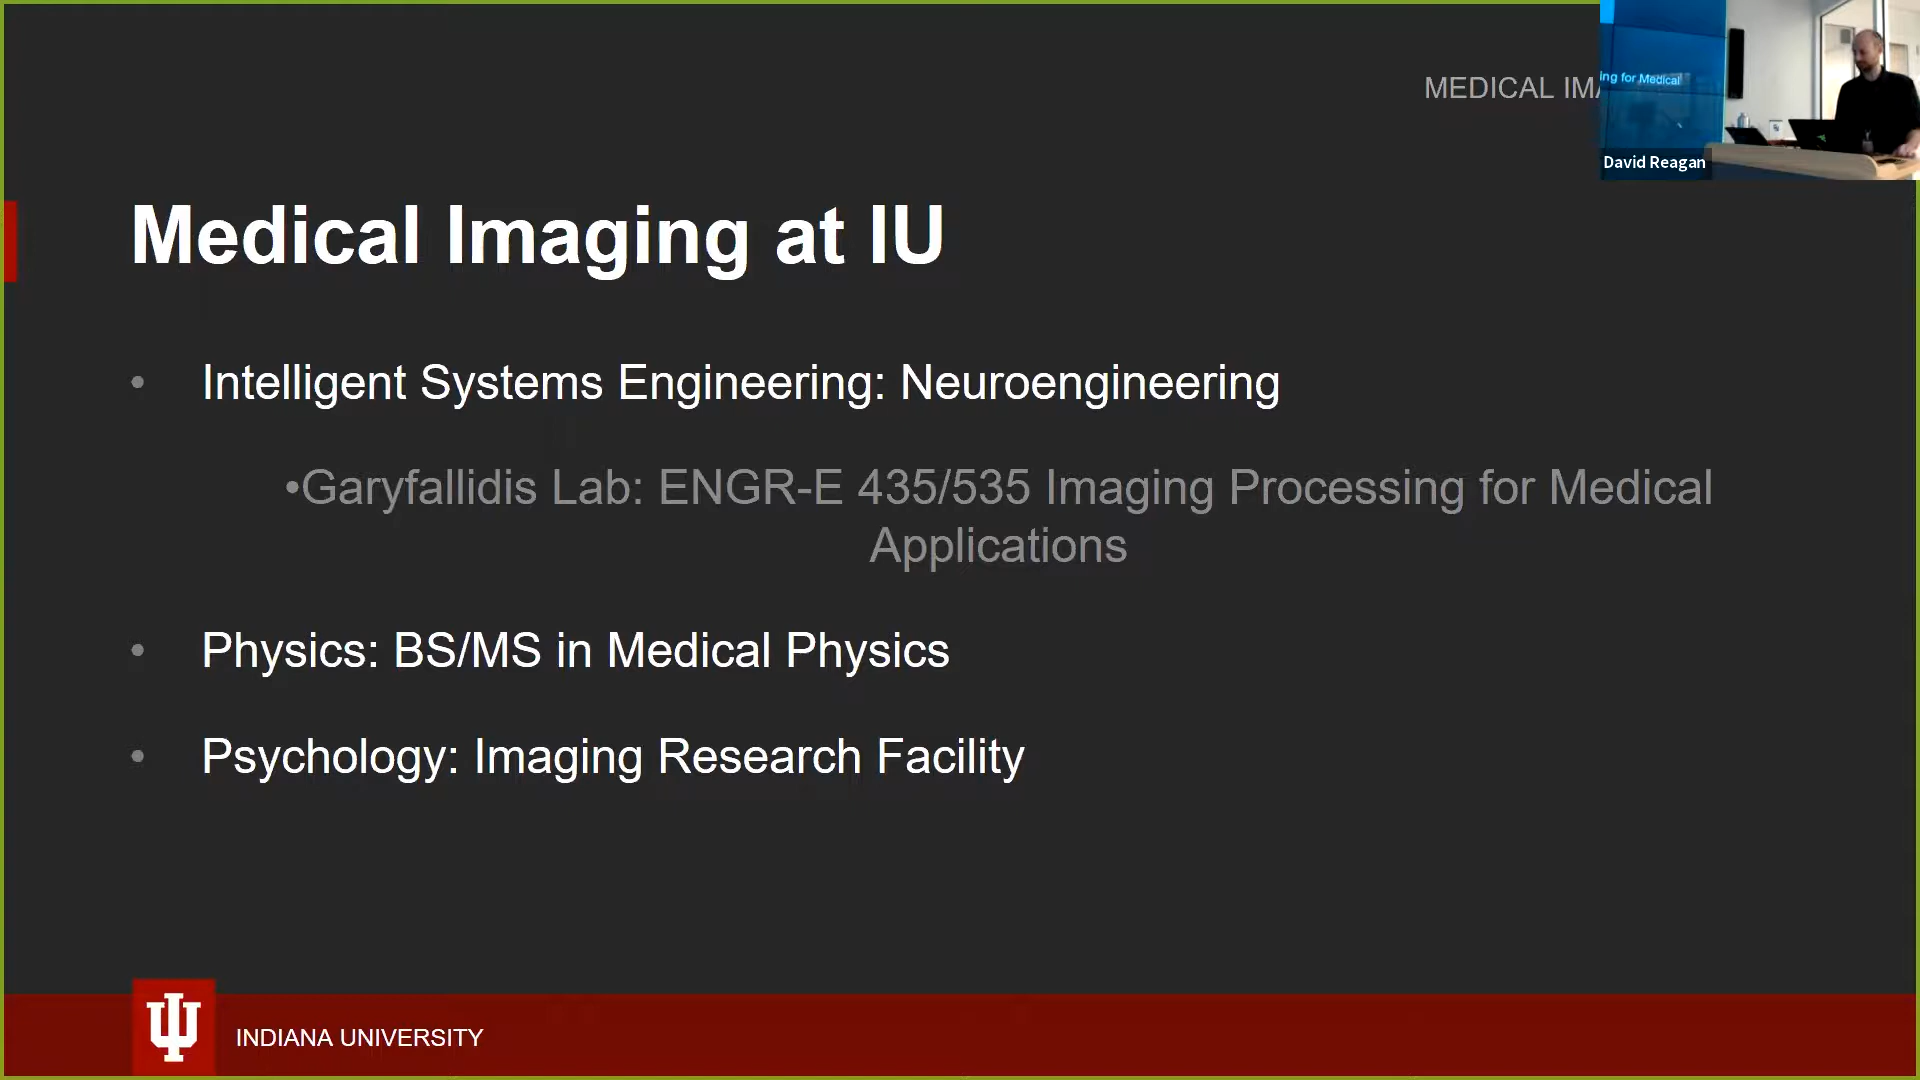 MEDICAL IMA
ing for Medical
David Reagan
Medical Imaging at IU
• Intelligent Systems Engineering: Neuroengineering
•Garyfallidis Lab: ENGR-E 435/535 Imaging Processing for Medical
Applications
• Physics: BS/MS in Medical Physics
• Psychology: Imaging Research Facility
INDIANA UNIVERSITY